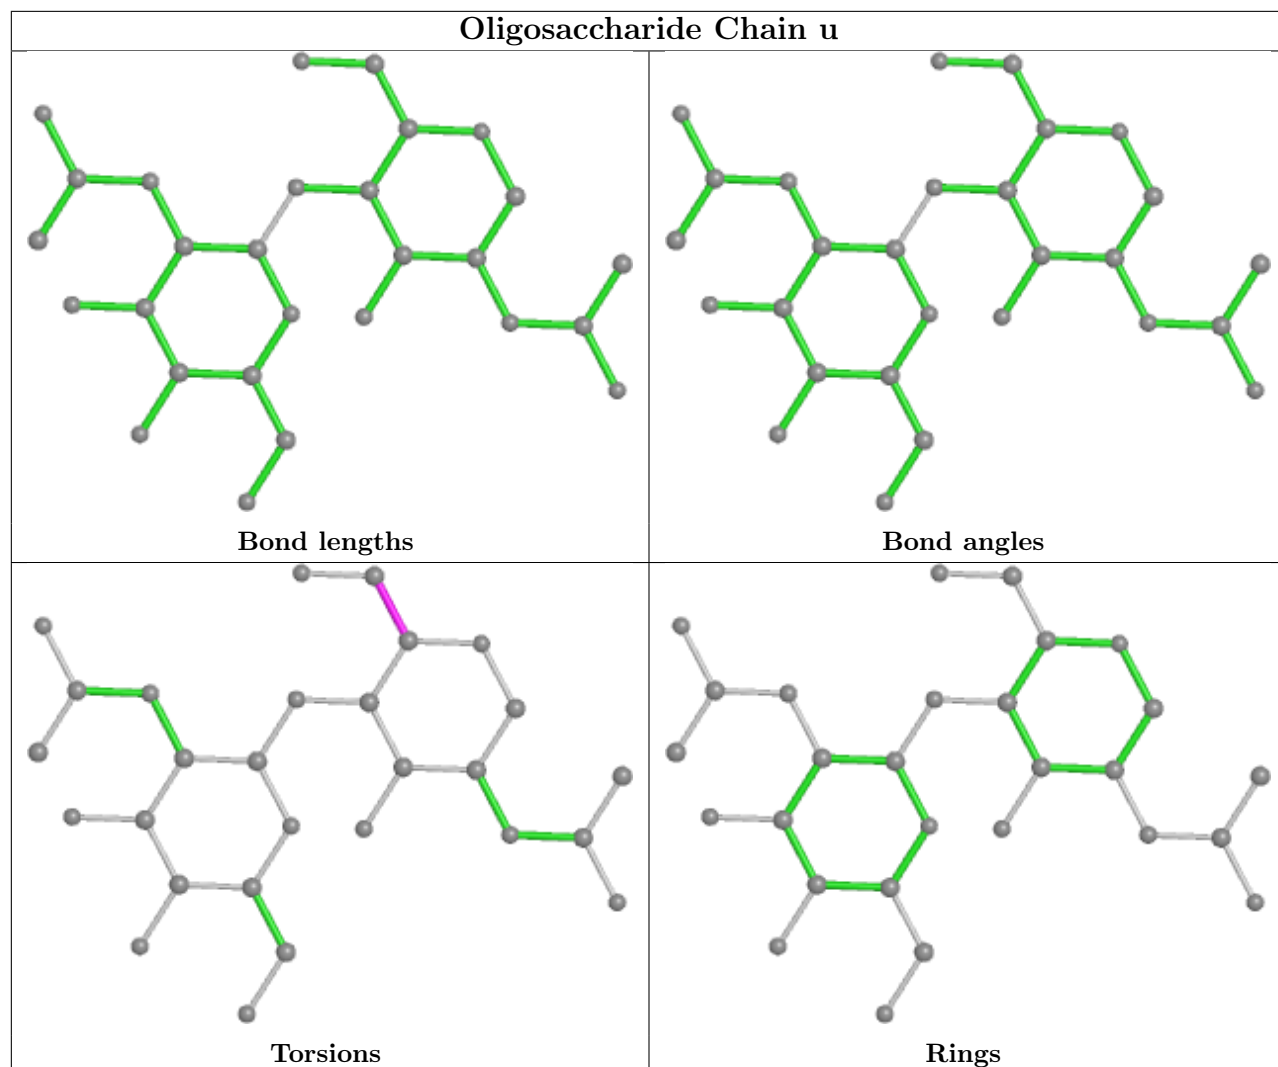 Oligosaccharide Chain u
Bond lengths
Bond angles
Torsions
Rings